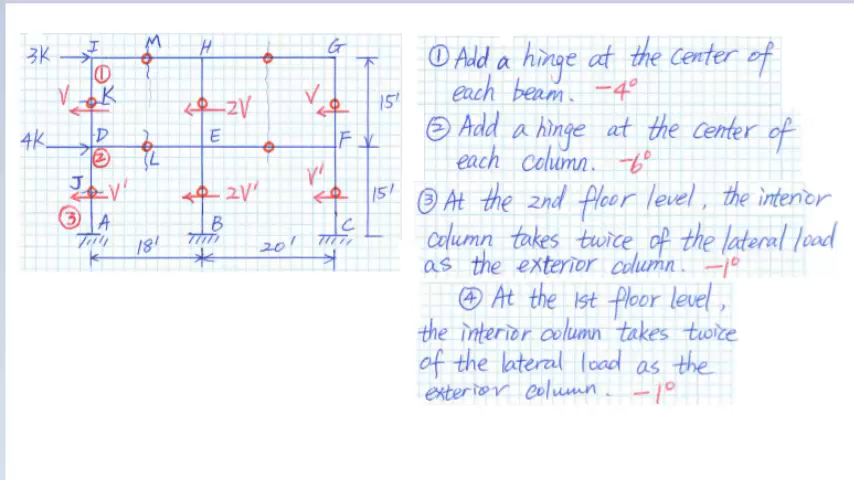 I M H G
3K ① 15'
V K 2V V
4K D E F
② L
J V' 2V' V' 15'
③ A B C
18' 20'
① Add a hinge at the center of
each beam. -4°
② Add a hinge at the center of
each column. -6°
③ At the 2nd floor level, the interior
column takes twice of the lateral load
as the exterior column. -1°
④ At the 1st floor level,
the interior column takes twice
of the lateral load as the
exterior column. -1°